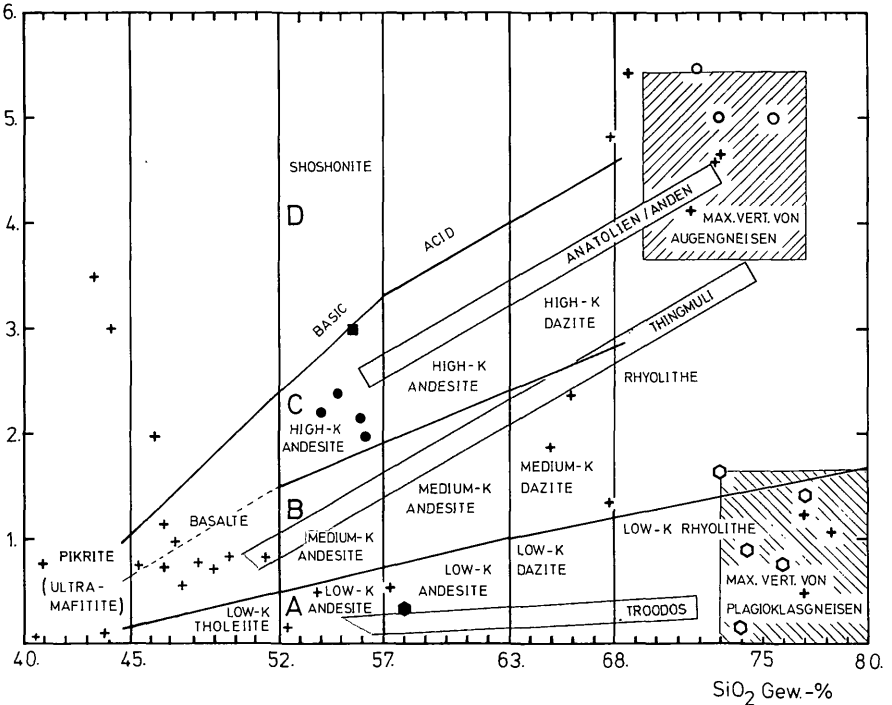 6.
5.
4.
3.
2.
1.
SHOSHONITE
D
ACID
BASIC
ANATOLIEN/ANDEN
MAX.VERT. VON
AUGENGNEISEN
HIGH-K
DAZITE
THINGMULI
HIGH-K
ANDESITE
RHYOLITHE
C
HIGH-K
ANDESITE
MEDIUM-K
DAZITE
MEDIUM-K
ANDESITE
B
BASALTE
MEDIUM-K
ANDESITE
LOW-K RHYOLITHE
PIKRITE
(ULTRA-
MAFITITE)
LOW-K
DAZITE
LOW-K
ANDESITE
A
LOW-K
ANDESITE
LOW-K
THOLEIITE
TROODOS
MAX. VERT. VON
PLAGIOKLASGNEISEN
40. 45. 52. 57. 63. 68. 75 80.
SiO2 Gew.-%